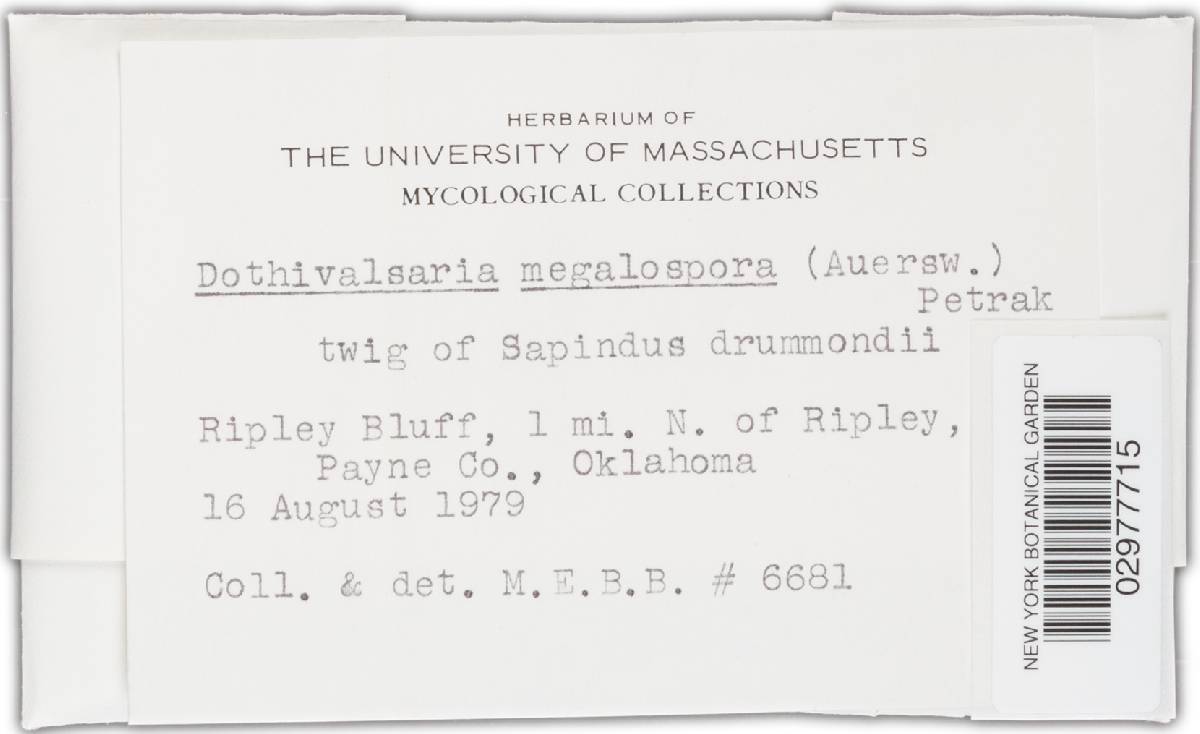 HERBARIUM OF
THE UNIVERSITY OF MASSACHUSETTS
MYCOLOGICAL COLLECTIONS
Dothivalsaria megalospora (Auersw.)
Petrak
twig of Sapindus drummondii
Ripley Bluff, 1 mi. N. of Ripley,
Payne Co., Oklahoma
16 August 1979
Coll. & det. M.E.B.B. # 6681
NEW YORK BOTANICAL GARDEN
02977715